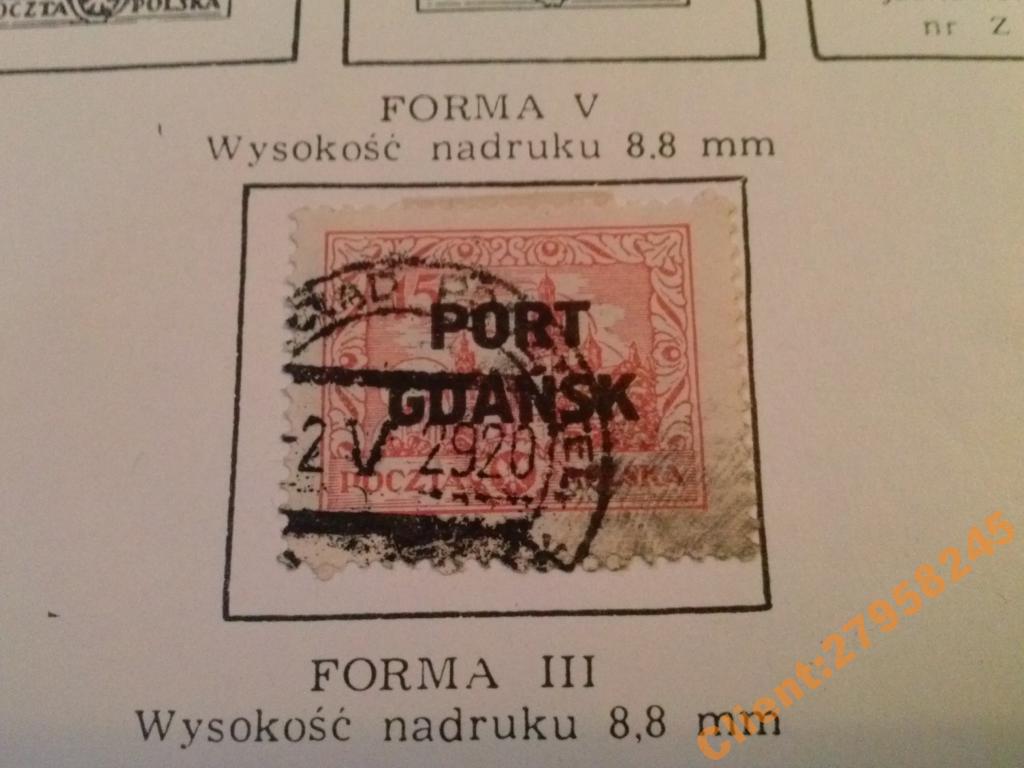 POCZTA POLSKA
nr Z
FORMA V
Wysokość nadruku 8.8 mm
15
PORT
GDAŃSK
2 V 2920
POCZTA POLSKA
FORMA III
Wysokość nadruku 8,8 mm
Client:27958245